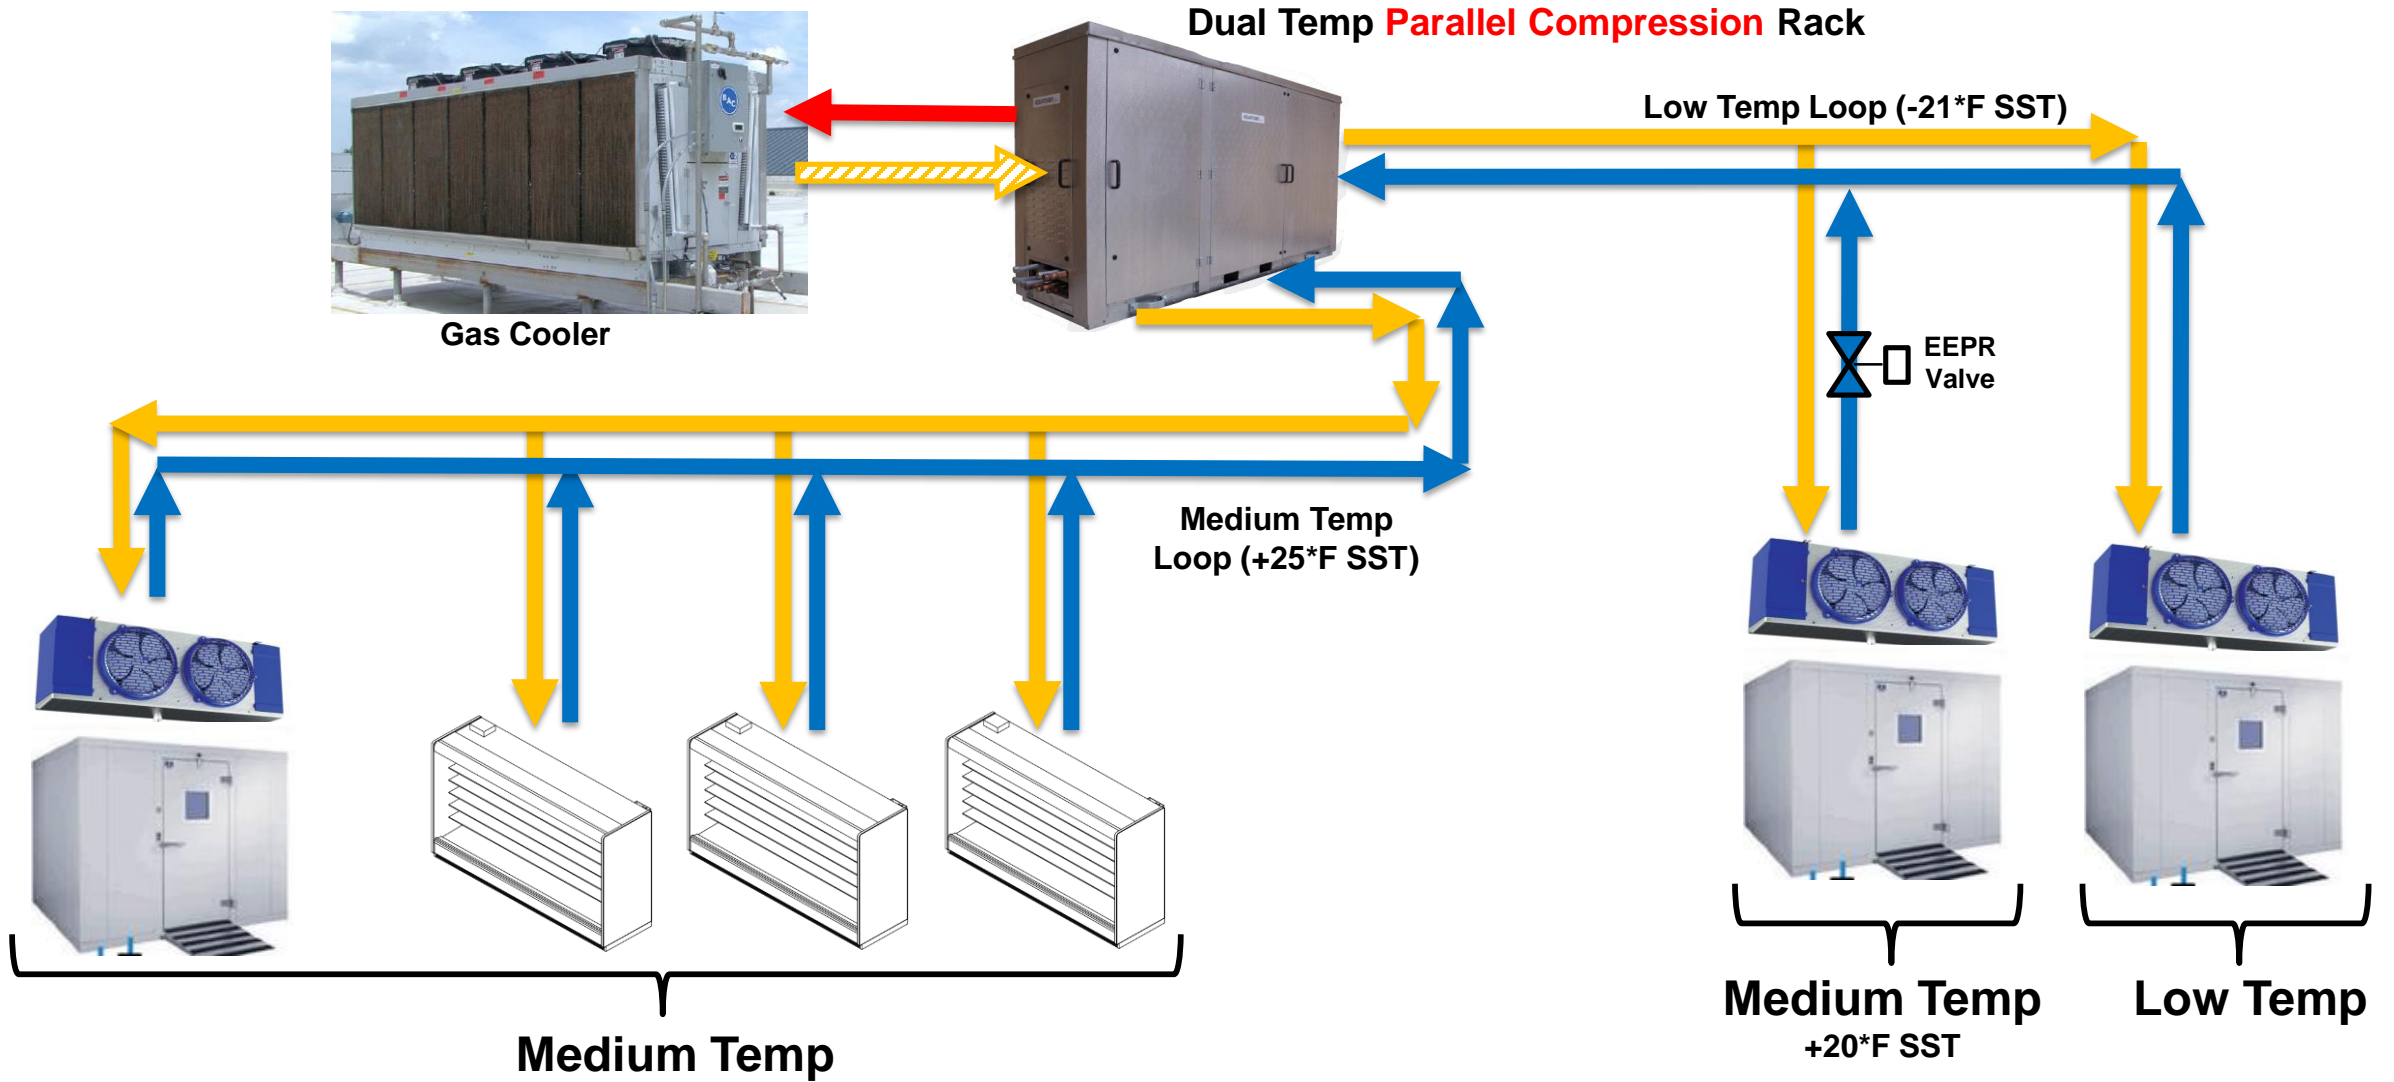 Dual Temp Parallel Compression Rack
BAC
Low Temp Loop (-21*F SST)
Gas Cooler
EEPR
Valve
Medium Temp
Loop (+25*F SST)
Medium Temp
+20*F SST
Low Temp
Medium Temp